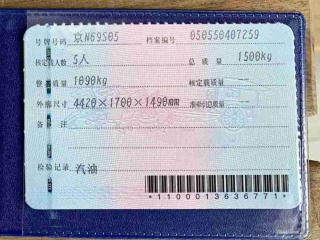 号牌号码 京N69S05 档案编号 050550407259
核定载人数 5人 总质量 1500kg
整备质量 1090kg 核定载质量 --
外廓尺寸 4420×1700×1490mm 准牵引总质量 --
备注
检验记录 汽油
*1100013636771*